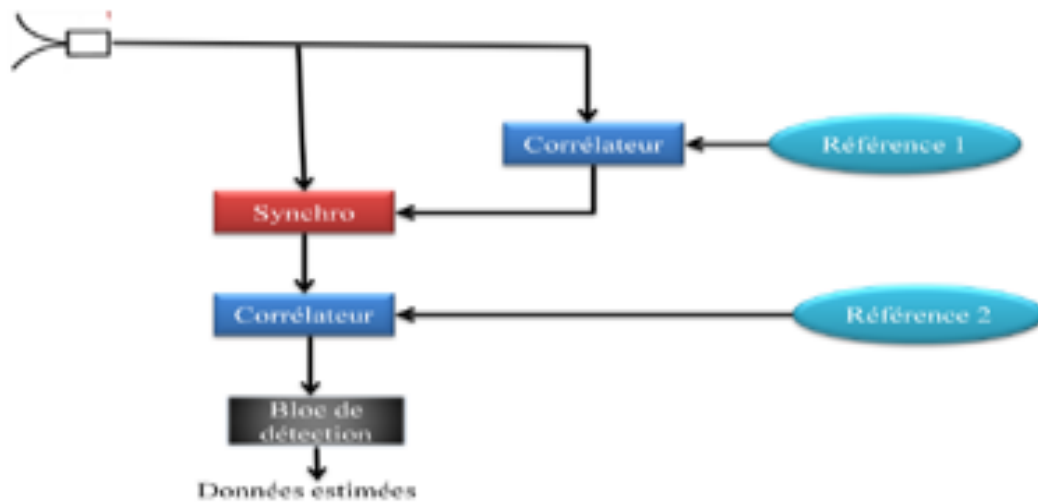 Corrélateur
Référence 1
Synchro
Corrélateur
Référence 2
Bloc de
détection
Données estimées